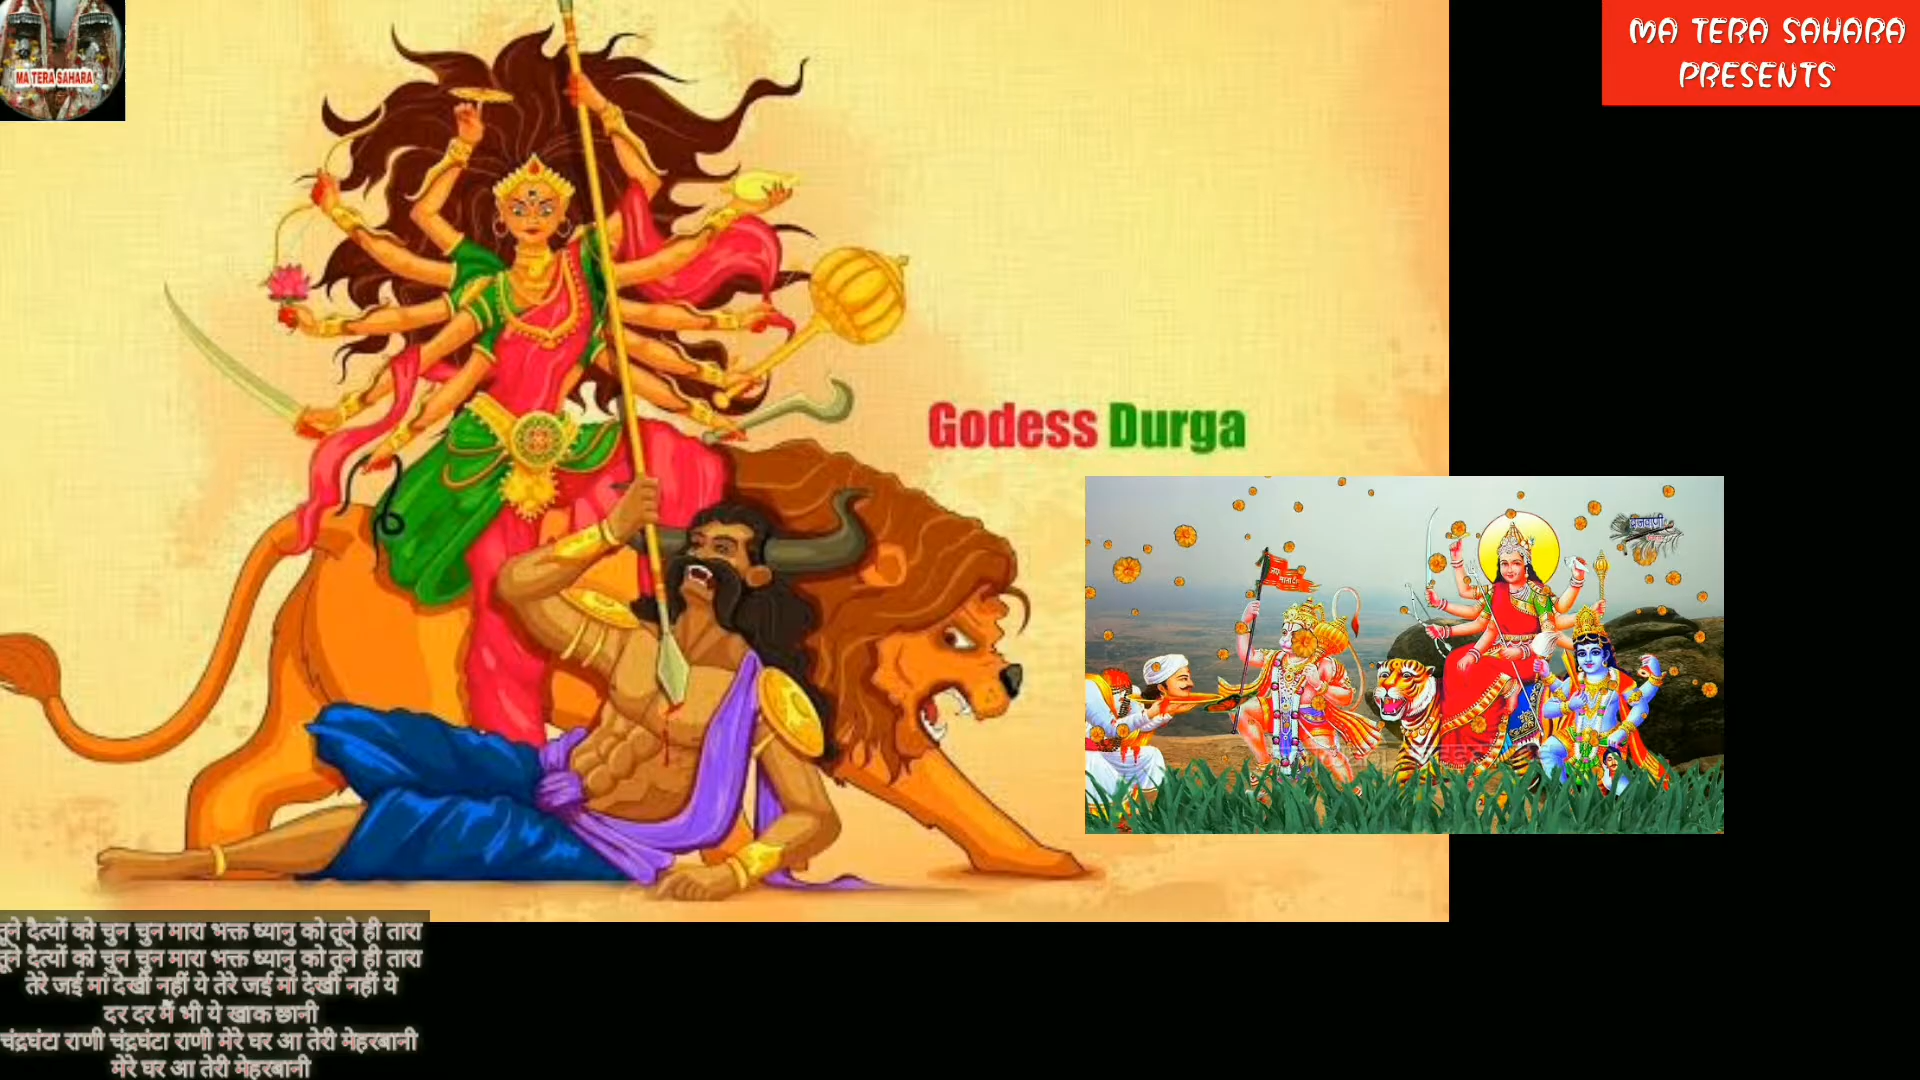 MA TERA SAHARA
MA TERA SAHARA
PRESENTS
Godess Durga
तूने दैत्यों को चुन चुन मारा भक्त ध्यानु को तूने ही तारा
तूने दैत्यों को चुन चुन मारा भक्त ध्यानु को तूने ही तारा
तेरे जई मां देखी नहीं ये तेरे जई मां देखी नहीं ये
दर दर मैं भी ये खाक छानी
चंद्रघंटा राणी चंद्रघंटा राणी मेरे घर आ तेरी मेहरबानी
मेरे घर आ तेरी मेहरबानी